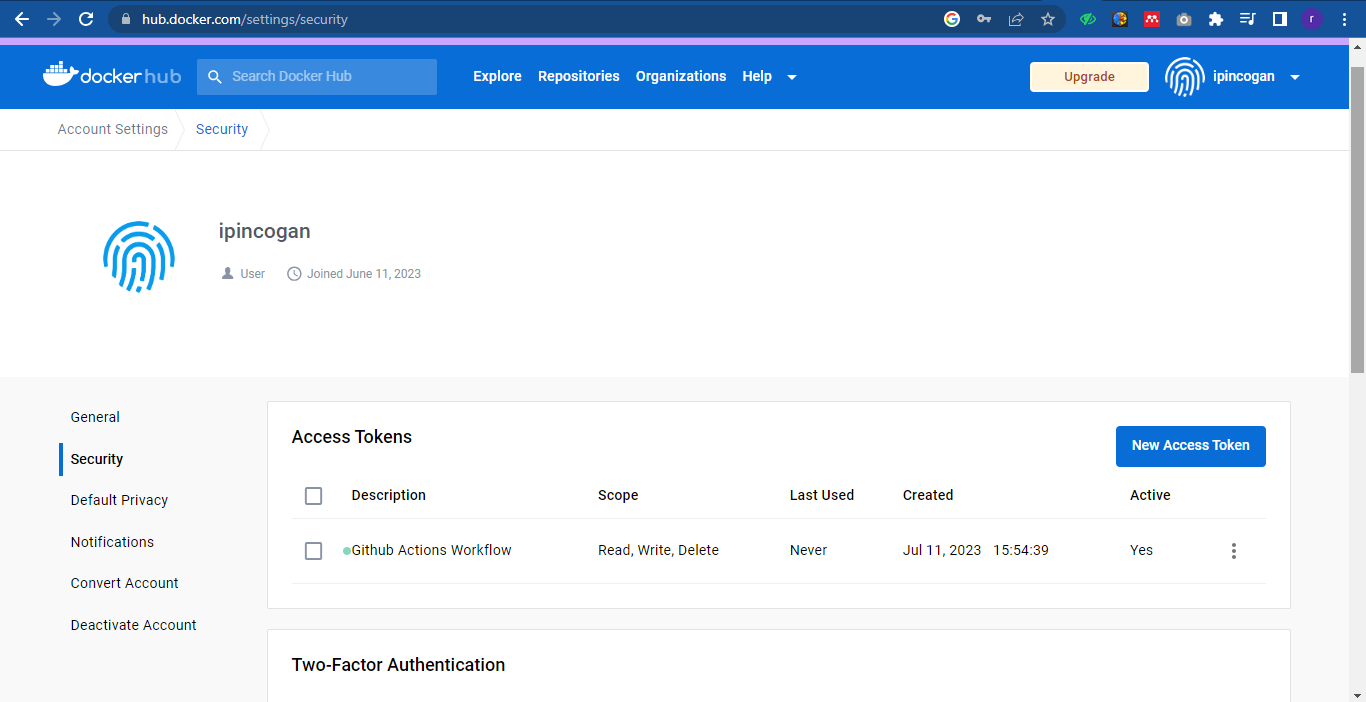 hub.docker.com/settings/security
r
docker hub
Search Docker Hub
Explore Repositories Organizations Help
Upgrade
ipincogan
Account Settings Security
ipincogan
User Joined June 11, 2023
General
Security
Default Privacy
Notifications
Convert Account
Deactivate Account
Access Tokens
New Access Token
Description Scope Last Used Created Active
Github Actions Workflow Read, Write, Delete Never Jul 11, 2023 15:54:39 Yes
Two-Factor Authentication